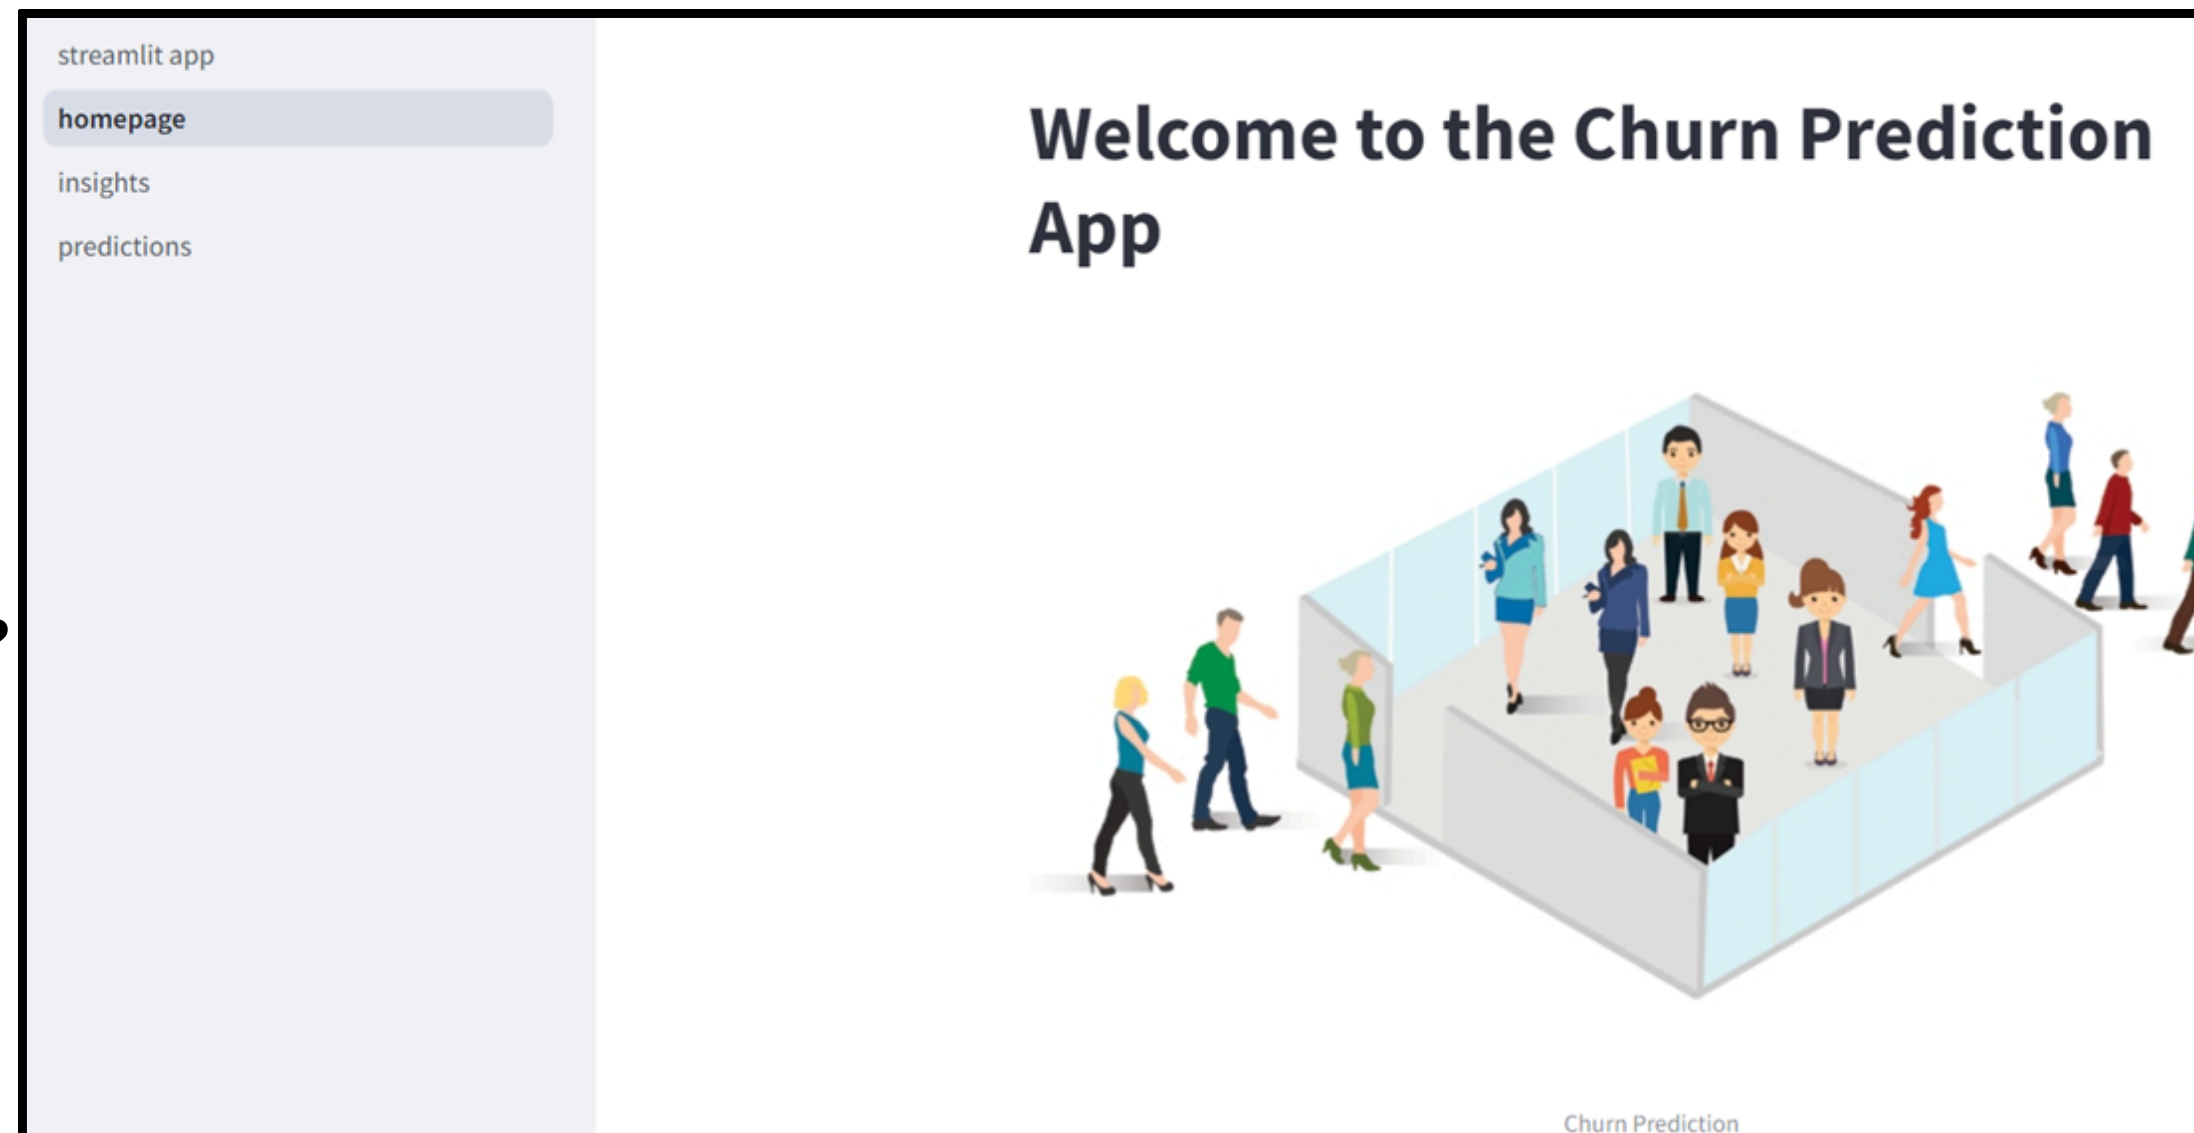 streamlit app
homepage
insights
predictions
Welcome to the Churn Prediction
App
Churn Prediction